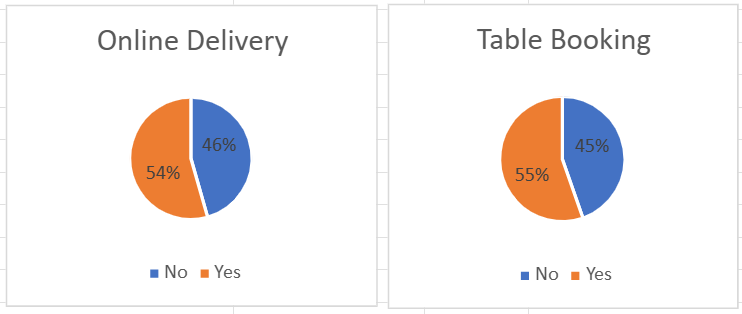 Online Delivery
46%
54%
No Yes
Table Booking
45%
55%
No Yes